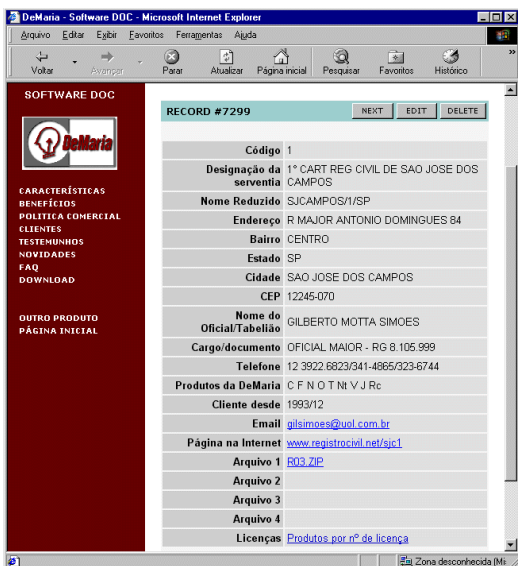 DeMaria - Software DOC - Microsoft Internet Explorer
Arquivo Editar Exibir Favoritos Ferramentas Ajuda
Voltar Avançar Parar Atualizar Página inicial Pesquisar Favoritos Histórico »
SOFTWARE DOC
DeMaria
CARACTERÍSTICAS
BENEFÍCIOS
POLITICA COMERCIAL
CLIENTES
TESTEMUNHOS
NOVIDADES
FAQ
DOWNLOAD
OUTRO PRODUTO
PÁGINA INICIAL
RECORD #7299 NEXT EDIT DELETE
Código 1
Designação da 1° CART REG CIVIL DE SAO JOSE DOS
serventia CAMPOS
Nome Reduzido SJCAMPOS/1/SP
Endereço R MAJOR ANTONIO DOMINGUES 84
Bairro CENTRO
Estado SP
Cidade SAO JOSE DOS CAMPOS
CEP 12245-070
Nome do
Oficial/Tabelião GILBERTO MOTTA SIMOES
Cargo/documento OFICIAL MAIOR - RG 8.105.999
Telefone 12 3922.6823/341-4865/323-6744
Produtos da DeMaria C F N O T Nt V J Rc
Cliente desde 1993/12
Email gilsimoes@uol.com.br
Página na Internet www.registrocivil.net/sjc1
Arquivo 1 R03.ZIP
Arquivo 2
Arquivo 3
Arquivo 4
Licenças Produtos por nº de licença
Zona desconhecida (Mi